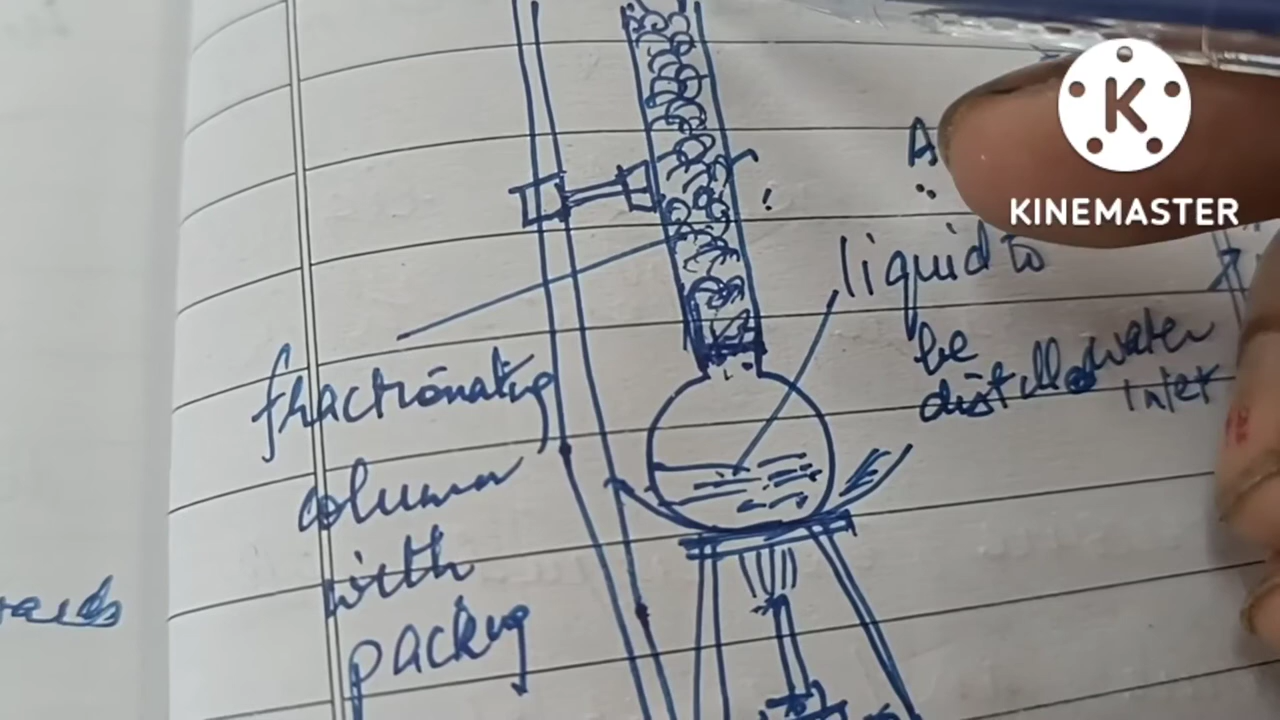 K
KINEMASTER
A
liquid to
be
distilled
water
inlet
fractionating
column
with
packing